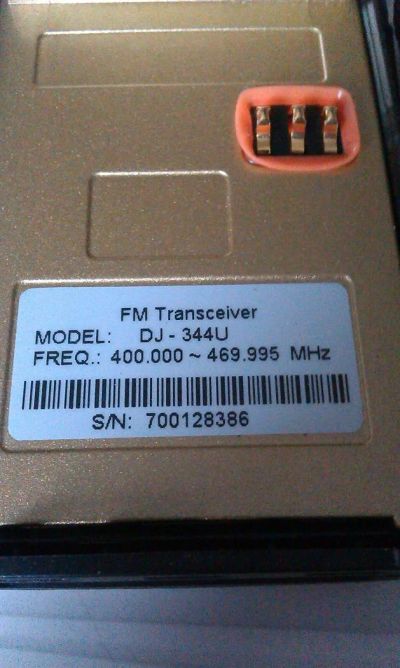 FM Transceiver
MODEL: DJ - 344U
FREQ.: 400.000 ~ 469.995 MHz
S/N: 700128386